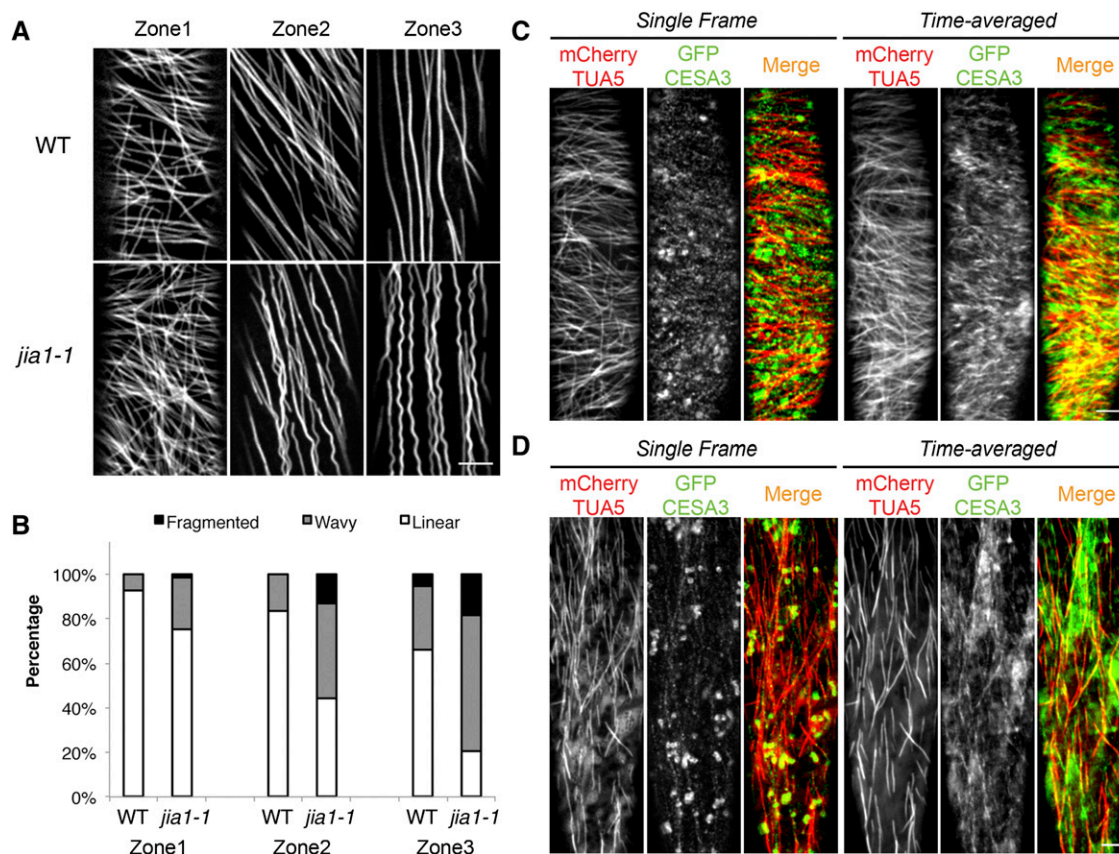 A
Zone1 Zone2 Zone3
WT
jia1-1
B
Fragmented Wavy Linear
Percentage
100%
80%
60%
40%
20%
0%
WT jia1-1 WT jia1-1 WT jia1-1
Zone1 Zone2 Zone3
C
Single Frame Time-averaged
mCherry GFP Merge mCherry GFP Merge
TUA5 CESA3 TUA5 CESA3
D
Single Frame Time-averaged
mCherry GFP Merge mCherry GFP Merge
TUA5 CESA3 TUA5 CESA3